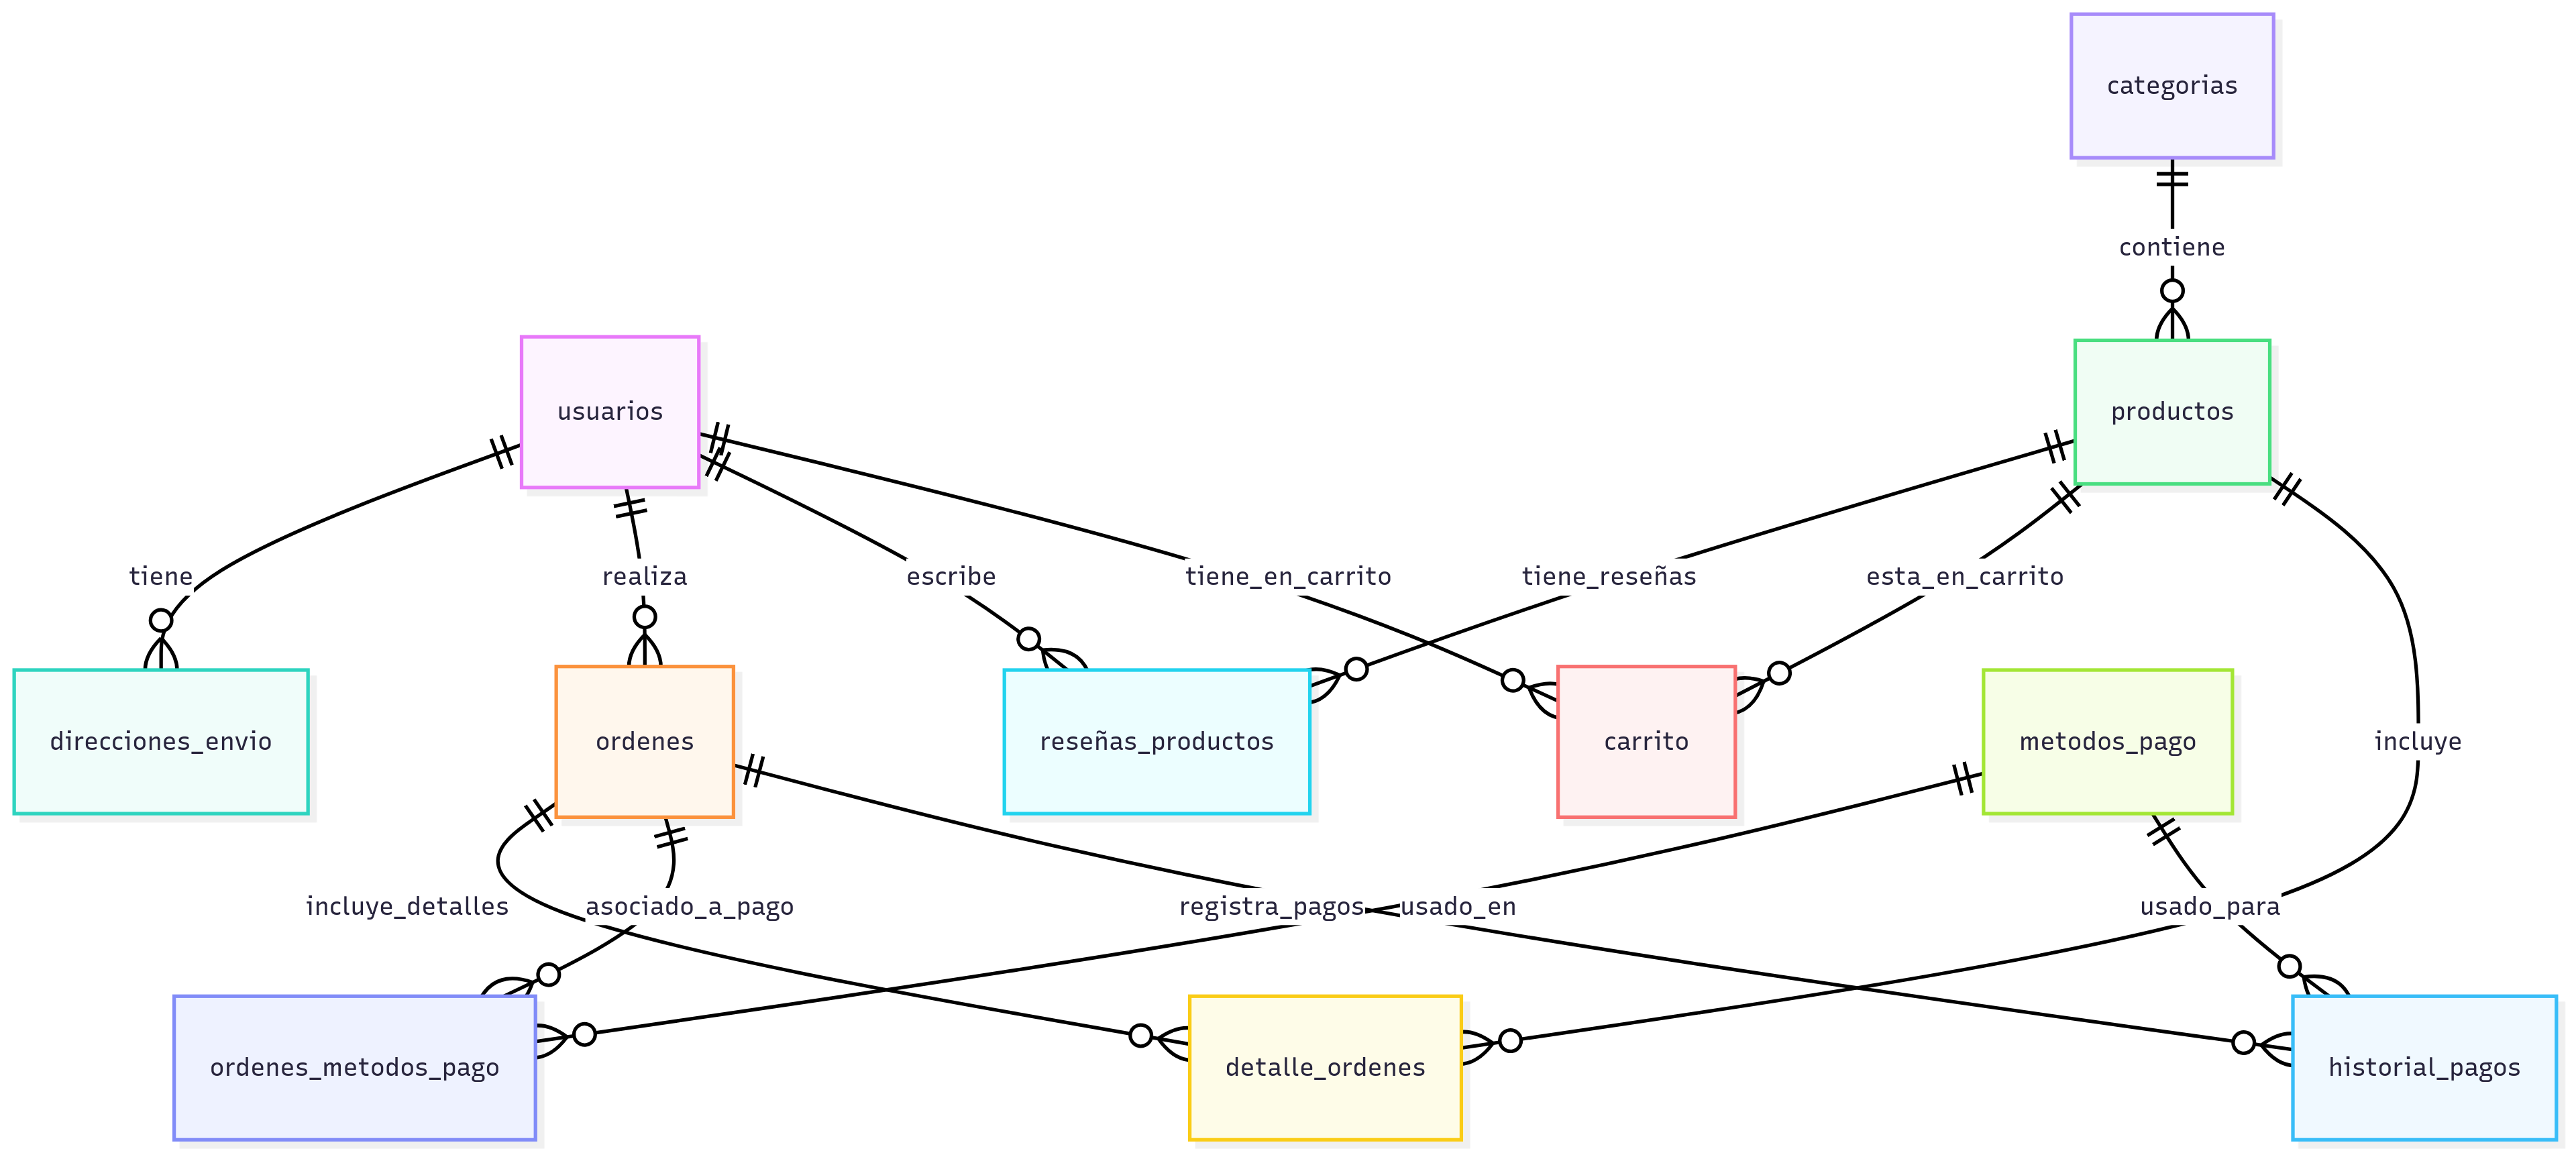 categorias
contiene
usuarios
productos
tiene
realiza
escribe
tiene_en_carrito
tiene_reseñas
esta_en_carrito
direcciones_envio
ordenes
reseñas_productos
carrito
metodos_pago
incluye
incluye_detalles
asociado_a_pago
registra_pagos
usado_en
usado_para
ordenes_metodos_pago
detalle_ordenes
historial_pagos